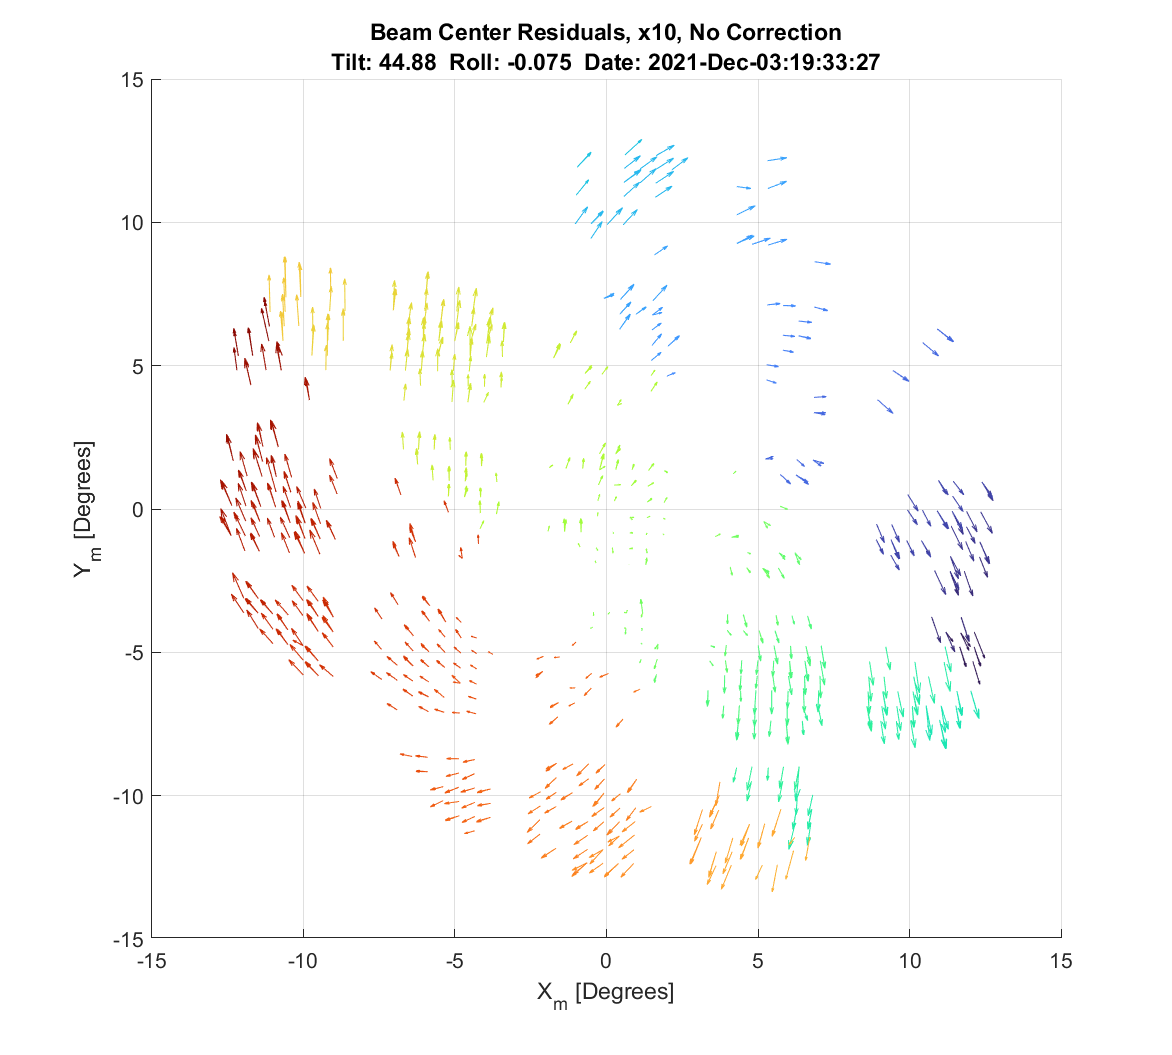 Beam Center Residuals, x10, No Correction
Tilt: 44.88 Roll: -0.075 Date: 2021-Dec-03:19:33:27
15
10
5
0
-5
-10
-15
Y_m [Degrees]
-15 -10 -5 0 5 10 15
X_m [Degrees]